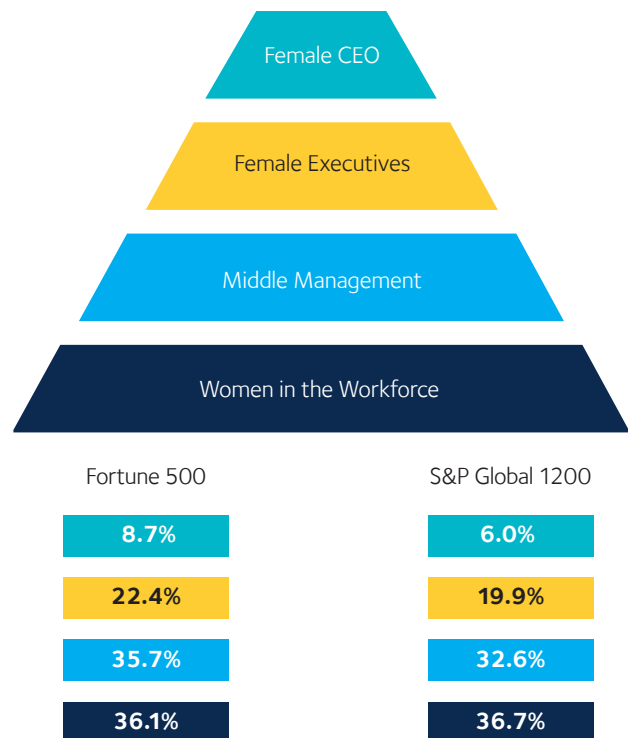 Female CEO
Female Executives
Middle Management
Women in the Workforce
Fortune 500 S&P Global 1200
8.7% 6.0%
22.4% 19.9%
35.7% 32.6%
36.1% 36.7%